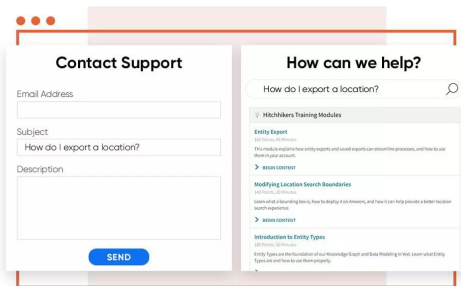 Contact Support
Email Address
Subject
How do I export a location?
Description
SEND
How can we help?
How do I export a location?
Hitchhikers Training Modules
Entity Export
This module explains how entity exports and saved exports can streamline processes, and how to use
them in your account.
BEGIN CONTENT
Modifying Location Search Boundaries
Learn what a bounding box is, how to deploy it on Answers, and how it can help provide a better location
search experience.
BEGIN CONTENT
Introduction to Entity Types
Entity Types are the foundation of our Knowledge Graph and Data Modeling in Yext. Learn what Entity
Types are and how to use them properly.